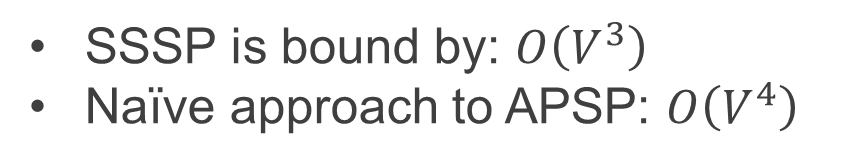 • SSSP is bound by: O(V³)
• Naïve approach to APSP: O(V⁴)